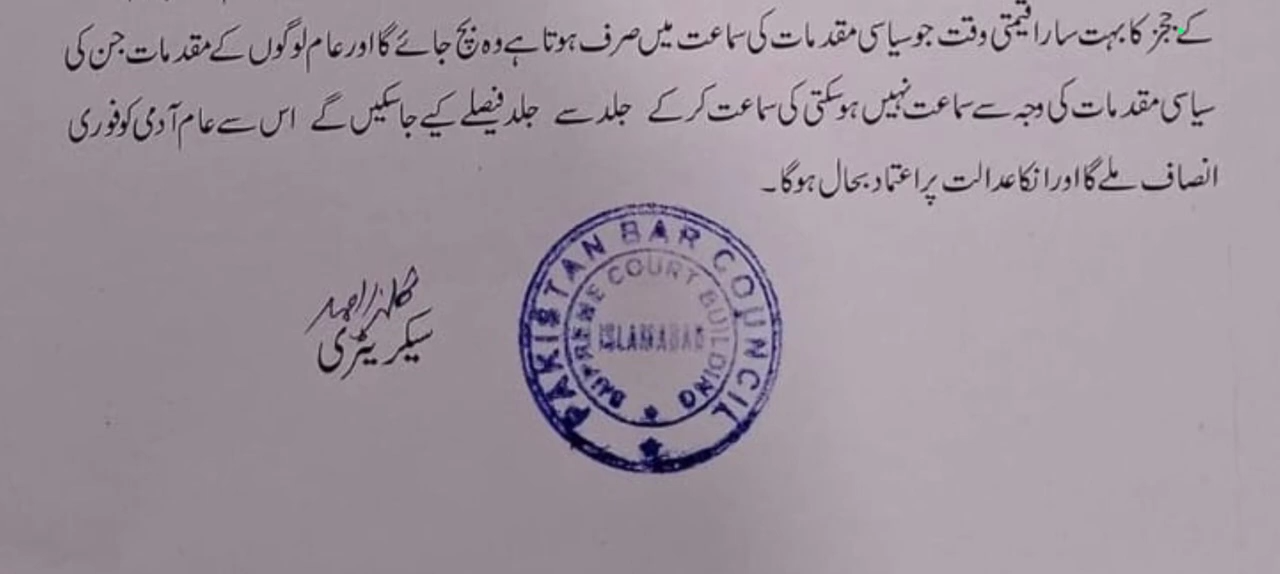 کے ججز کا بہت سارا قیمتی وقت جو سیاسی مقدمات کی سماعت میں صرف ہوتا ہے وہ بچ جائے گا اور عام لوگوں کے مقدمات جن کی
سیاسی مقدمات کی وجہ سے سماعت نہیں ہو سکتی کی سماعت کر کے جلد سے جلد فیصلے کیے جا سکیں گے اس سے عام آدمی کو فوری
انصاف ملے گا اور انکا عدالت پر اعتماد بحال ہو گا۔
PAKISTAN BAR COUNCIL
SUPREME COURT BUILDING
ISLAMABAD
سیکریٹری